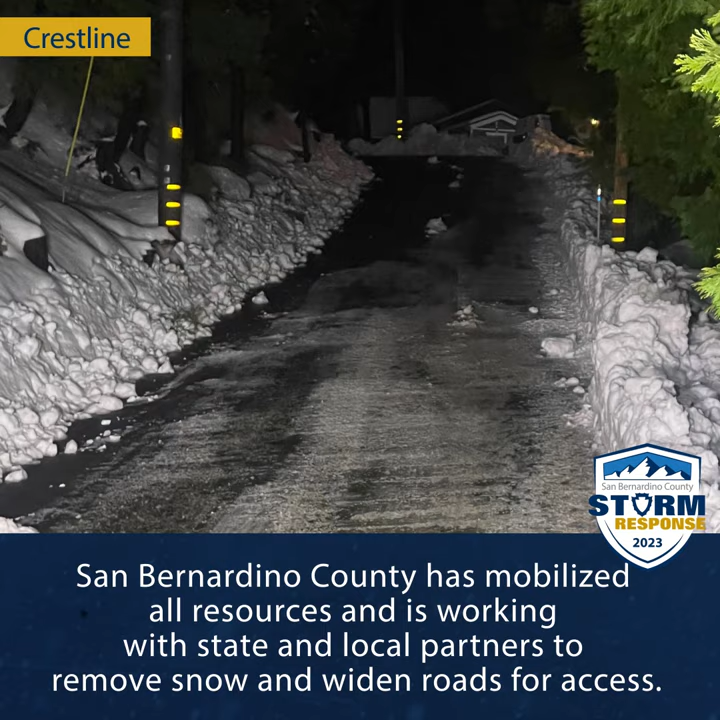 Crestline
San Bernardino County
STORM
RESPONSE
2023
San Bernardino County has mobilized
all resources and is working
with state and local partners to
remove snow and widen roads for access.